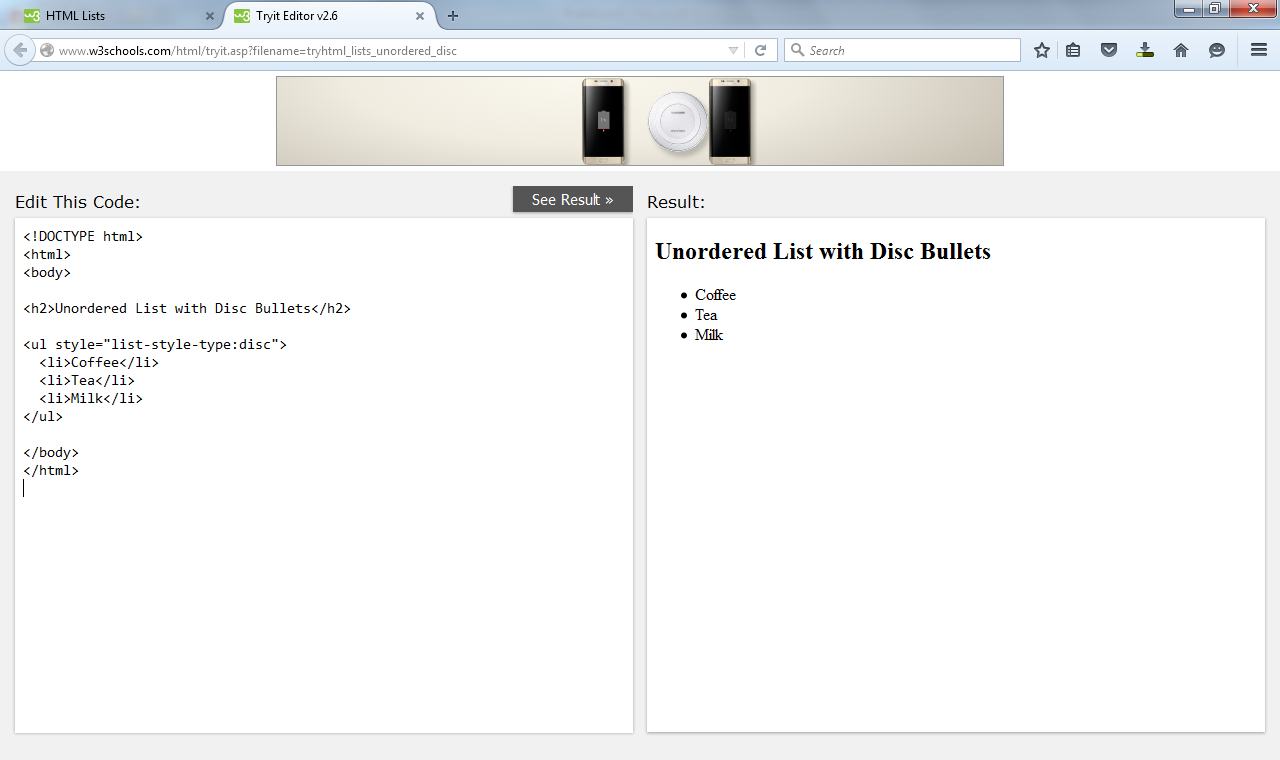 HTML Lists
Tryit Editor v2.6
www.w3schools.com/html/tryit.asp?filename=tryhtml_lists_unordered_disc
Search
Edit This Code:
See Result »
<!DOCTYPE html>
<html>
<body>
<h2>Unordered List with Disc Bullets</h2>
<ul style="list-style-type:disc">
<li>Coffee</li>
<li>Tea</li>
<li>Milk</li>
</ul>
</body>
</html>
Result:
Unordered List with Disc Bullets
• Coffee
• Tea
• Milk